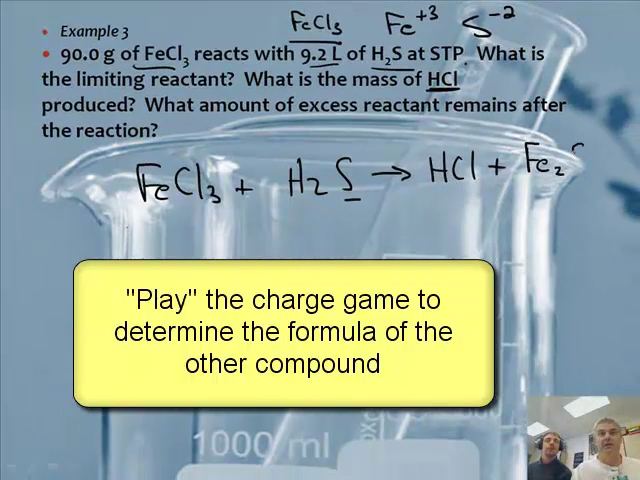 FeCl3 Fe+3 S-2
• Example 3
• 90.0 g of FeCl3 reacts with 9.2 L of H2S at STP. What is
the limiting reactant? What is the mass of HCl
produced? What amount of excess reactant remains after
the reaction?
FeCl3 + H2S → HCl + Fe2
"Play" the charge game to
determine the formula of the
other compound
1000 ml